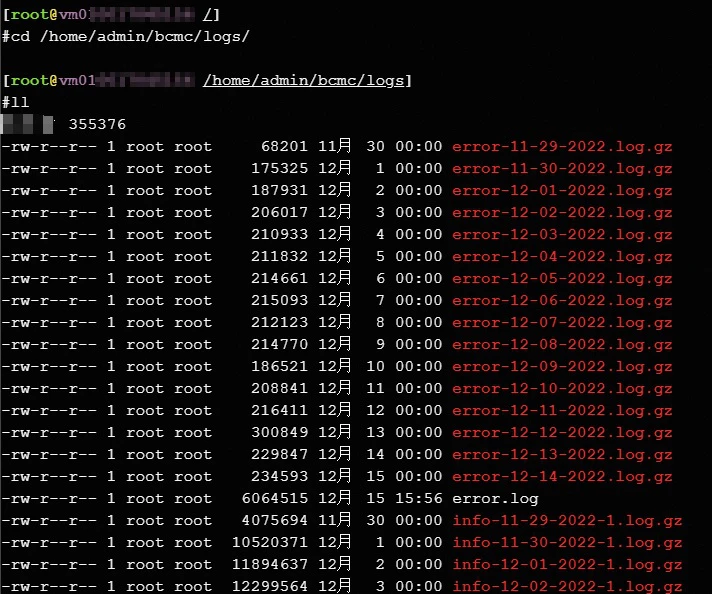 [root@vm01 /]
#cd /home/admin/bcmc/logs/
[root@vm01 /home/admin/bcmc/logs]
#ll
355376
-rw-r--r-- 1 root root 68201 11月 30 00:00 error-11-29-2022.log.gz
-rw-r--r-- 1 root root 175325 12月 1 00:00 error-11-30-2022.log.gz
-rw-r--r-- 1 root root 187931 12月 2 00:00 error-12-01-2022.log.gz
-rw-r--r-- 1 root root 206017 12月 3 00:00 error-12-02-2022.log.gz
-rw-r--r-- 1 root root 210933 12月 4 00:00 error-12-03-2022.log.gz
-rw-r--r-- 1 root root 211832 12月 5 00:00 error-12-04-2022.log.gz
-rw-r--r-- 1 root root 214661 12月 6 00:00 error-12-05-2022.log.gz
-rw-r--r-- 1 root root 215093 12月 7 00:00 error-12-06-2022.log.gz
-rw-r--r-- 1 root root 212123 12月 8 00:00 error-12-07-2022.log.gz
-rw-r--r-- 1 root root 214770 12月 9 00:00 error-12-08-2022.log.gz
-rw-r--r-- 1 root root 186521 12月 10 00:00 error-12-09-2022.log.gz
-rw-r--r-- 1 root root 208841 12月 11 00:00 error-12-10-2022.log.gz
-rw-r--r-- 1 root root 216411 12月 12 00:00 error-12-11-2022.log.gz
-rw-r--r-- 1 root root 300849 12月 13 00:00 error-12-12-2022.log.gz
-rw-r--r-- 1 root root 229847 12月 14 00:00 error-12-13-2022.log.gz
-rw-r--r-- 1 root root 234593 12月 15 00:00 error-12-14-2022.log.gz
-rw-r--r-- 1 root root 6064515 12月 15 15:56 error.log
-rw-r--r-- 1 root root 4075694 11月 30 00:00 info-11-29-2022-1.log.gz
-rw-r--r-- 1 root root 10520371 12月 1 00:00 info-11-30-2022-1.log.gz
-rw-r--r-- 1 root root 11894637 12月 2 00:00 info-12-01-2022-1.log.gz
-rw-r--r-- 1 root root 12299564 12月 3 00:00 info-12-02-2022-1.log.gz